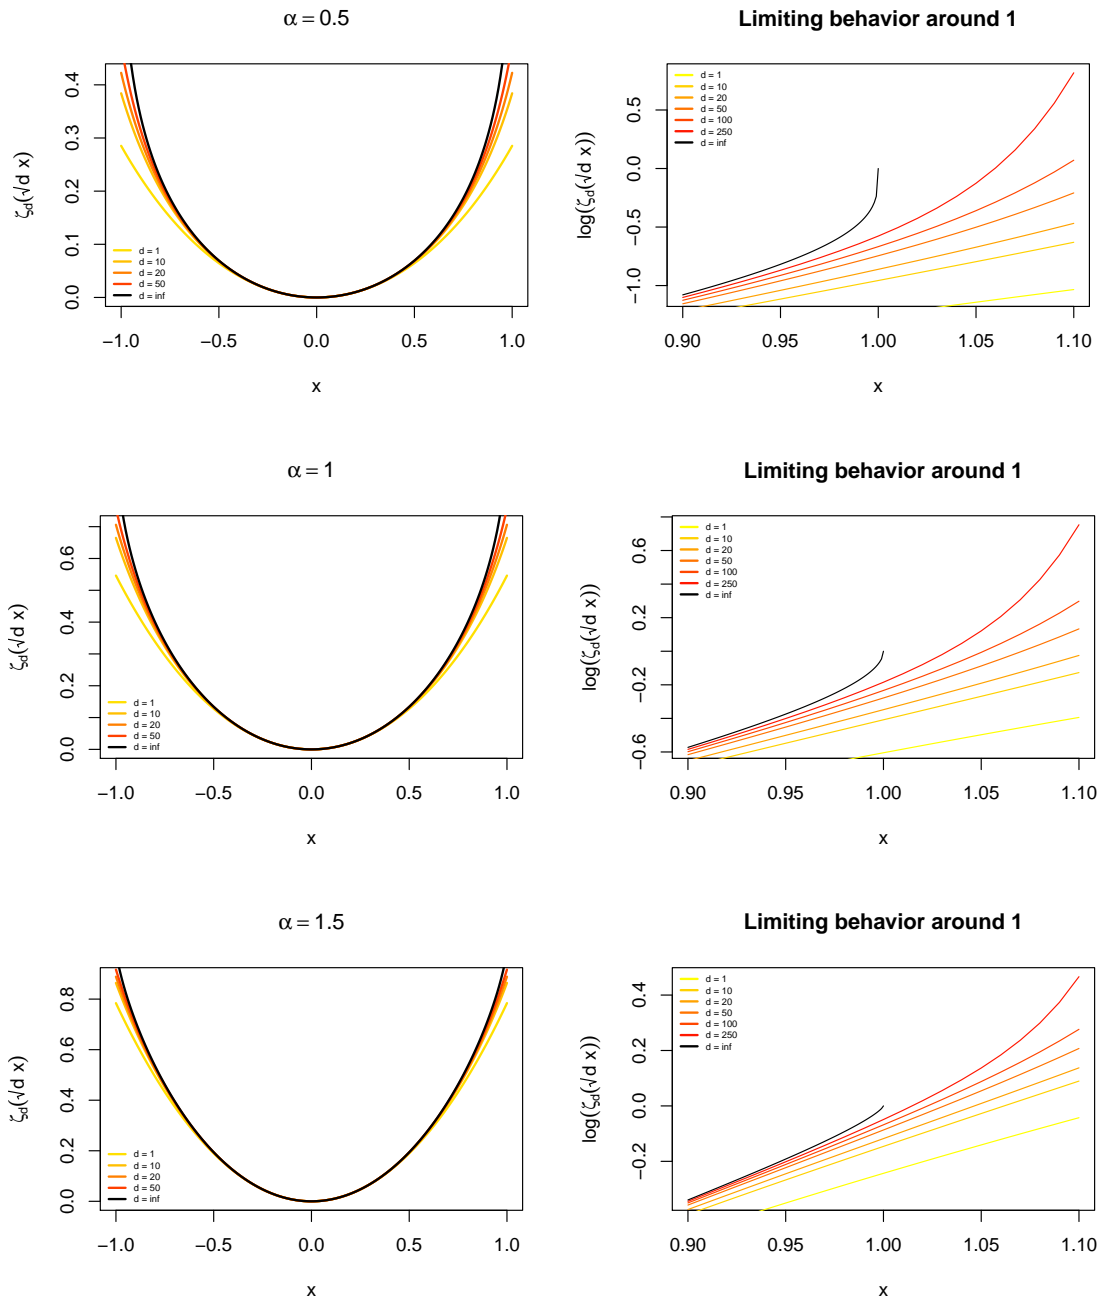 α = 0.5
ζd(√d x)
0.0
0.1
0.2
0.3
0.4
d = 1
d = 10
d = 20
d = 50
d = inf
−1.0
−0.5
0.0
0.5
1.0
x
Limiting behavior around 1
log(ζd(√d x))
−1.0
−0.5
0.0
0.5
d = 1
d = 10
d = 20
d = 50
d = 100
d = 250
d = inf
0.90
0.95
1.00
1.05
1.10
x
α = 1
ζd(√d x)
0.0
0.2
0.4
0.6
d = 1
d = 10
d = 20
d = 50
d = inf
−1.0
−0.5
0.0
0.5
1.0
x
Limiting behavior around 1
log(ζd(√d x))
−0.6
−0.2
0.2
0.6
d = 1
d = 10
d = 20
d = 50
d = 100
d = 250
d = inf
0.90
0.95
1.00
1.05
1.10
x
α = 1.5
ζd(√d x)
0.0
0.2
0.4
0.6
0.8
d = 1
d = 10
d = 20
d = 50
d = inf
−1.0
−0.5
0.0
0.5
1.0
x
Limiting behavior around 1
log(ζd(√d x))
−0.2
0.0
0.2
0.4
d = 1
d = 10
d = 20
d = 50
d = 100
d = 250
d = inf
0.90
0.95
1.00
1.05
1.10
x